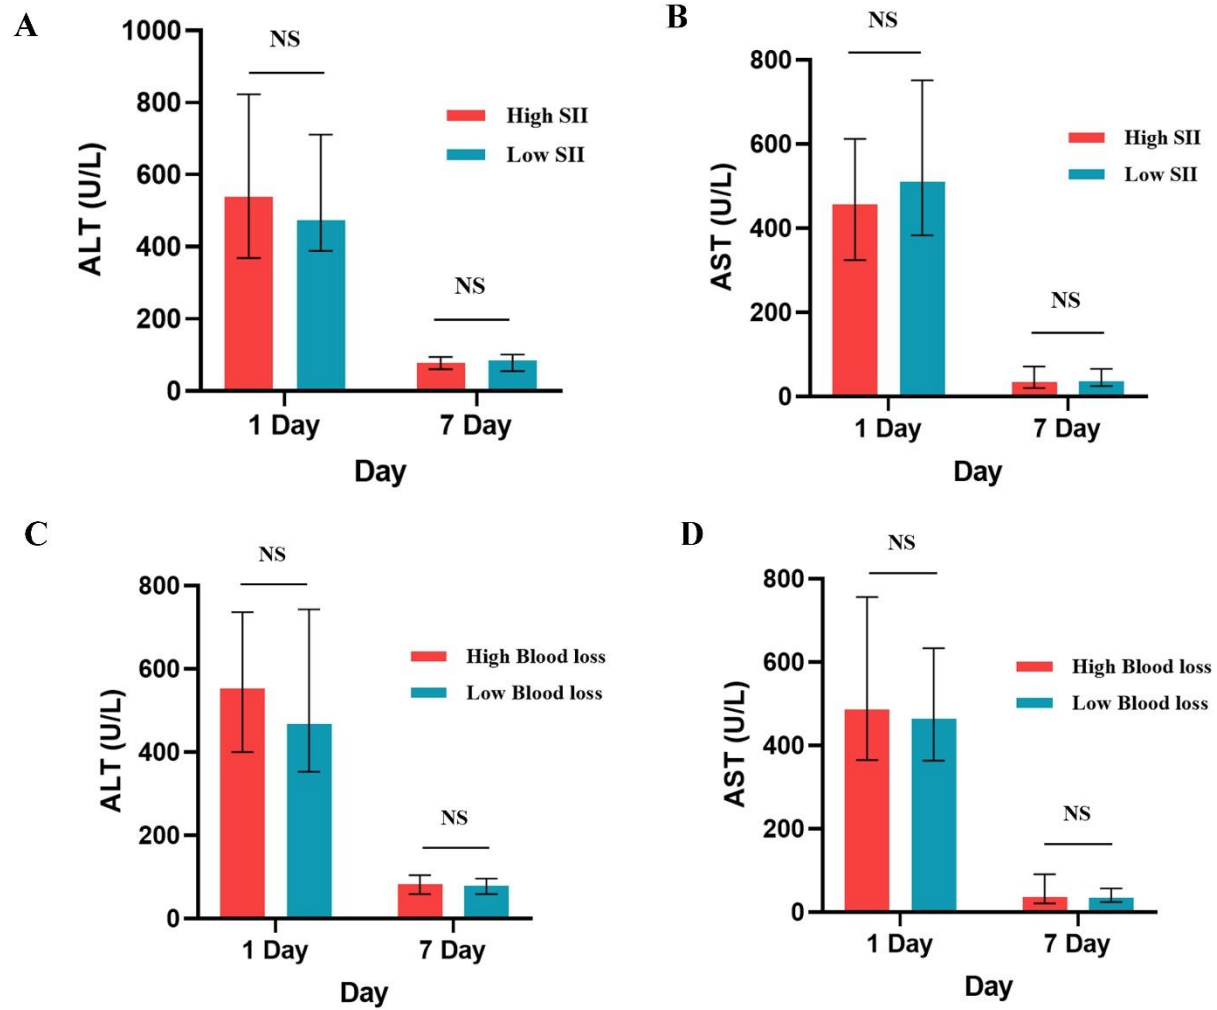 A
1000
800
600
400
200
0
ALT (U/L)
NS
NS
High SII
Low SII
1 Day
7 Day
Day
B
800
600
400
200
0
AST (U/L)
NS
NS
High SII
Low SII
1 Day
7 Day
Day
C
800
600
400
200
0
ALT (U/L)
NS
NS
High Blood loss
Low Blood loss
1 Day
7 Day
Day
D
800
600
400
200
0
AST (U/L)
NS
NS
High Blood loss
Low Blood loss
1 Day
7 Day
Day